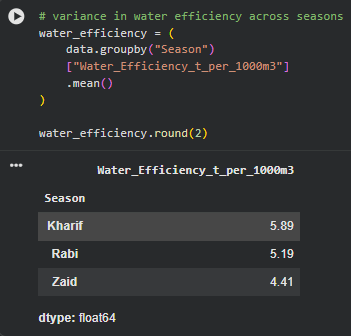 # variance in water efficiency across seasons
water_efficiency = (
    data.groupby("Season")
    ["Water_Efficiency_t_per_1000m3"]
    .mean()
)
water_efficiency.round(2)
Water_Efficiency_t_per_1000m3
Season
Kharif 5.89
Rabi 5.19
Zaid 4.41
dtype: float64